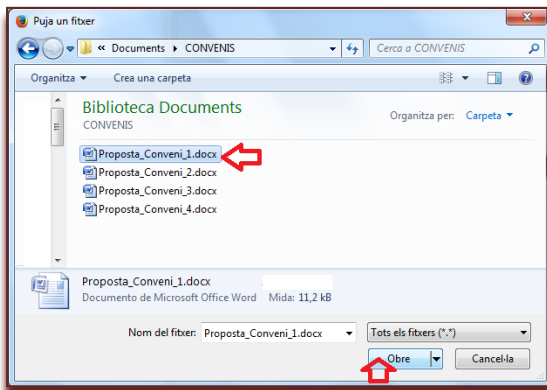 Puja un fitxer
« Documents CONVENIS
Cerca a CONVENIS
Organitza
Crea una carpeta
Biblioteca Documents
CONVENIS
Organitza per: Carpeta
Proposta_Conveni_1.docx
Proposta_Conveni_2.docx
Proposta_Conveni_3.docx
Proposta_Conveni_4.docx
Proposta_Conveni_1.docx
Documento de Microsoft Office Word Mida: 11,2 kB
Nom del fitxer: Proposta_Conveni_1.docx
Tots els fitxers (*.*)
Obre
Cancel·la